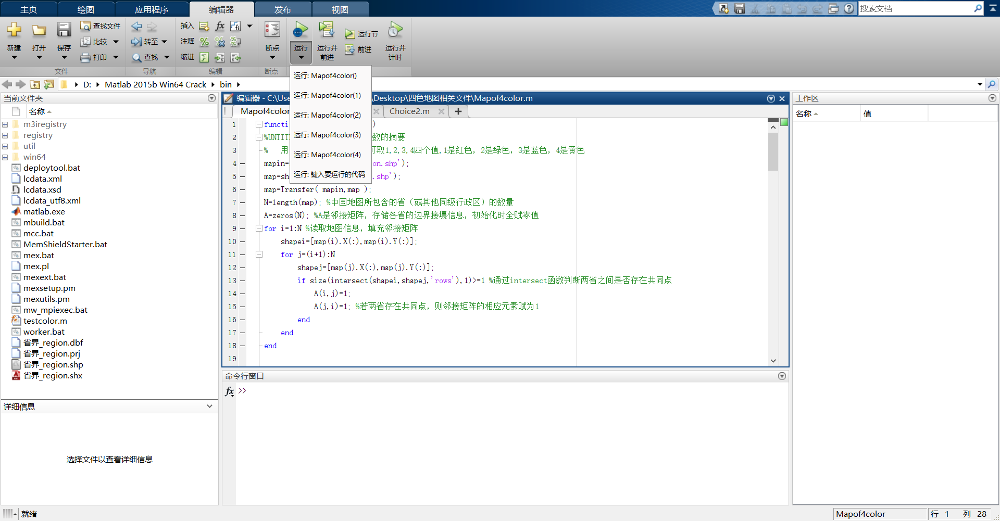 主页 绘图 应用程序 编辑器 发布 视图 搜索文档
新建 打开 保存 查找文件 比较 打印 转至 查找 插入 注释 缩进 断点 运行 运行并前进 运行节 前进 运行并计时
文件 导航 编辑 断点
D: Matlab 2015b Win64 Crack bin
运行: Mapof4color()
运行: Mapof4color(1)
运行: Mapof4color(2)
运行: Mapof4color(3)
运行: Mapof4color(4)
运行: 键入要运行的代码
当前文件夹
名称
m3iregistry
registry
util
win64
deploytool.bat
lcdata.xml
lcdata.xsd
lcdata_utf8.xml
matlab.exe
mbuild.bat
mcc.bat
MemShieldStarter.bat
mex.bat
mex.pl
mexext.bat
mexsetup.pm
mexutils.pm
mw_mpiexec.bat
testcolor.m
worker.bat
省界_region.dbf
省界_region.prj
省界_region.shp
省界_region.shx
详细信息
选择文件以查看详细信息
编辑器 - C:\Use \Desktop\四色地图相关文件\Mapof4color.m
Mapof4color Choice2.m
1 functi )
2 %UNTIT 数的摘要
3 % 用 可取1,2,3,4四个值,1是红色, 2是绿色, 3是蓝色, 4是黄色
4 mapin= on.shp');
5 map=sh .shp');
6 map=Transfer( mapin,map );
7 N=length(map); %中国地图所包含的省（或其他同级行政区）的数量
8 A=zeros(N); %A是邻接矩阵，存储各省的边界接壤信息，初始化时全赋零值
9 for i=1:N %读取地图信息，填充邻接矩阵
10 shapei=[map(i).X(:),map(i).Y(:)];
11 for j=(i+1):N
12 shapej=[map(j).X(:),map(j).Y(:)];
13 if size(intersect(shapei,shapej,'rows'),1)>=1 %通过intersect函数判断两省之间是否存在共同点
14 A(i,j)=1;
15 A(j,i)=1; %若两省存在共同点，则邻接矩阵的相应元素赋为1
16 end
17 end
18 end
19
命令行窗口
fx >>
工作区
名称 值
就绪
Mapof4color 行 1 列 28